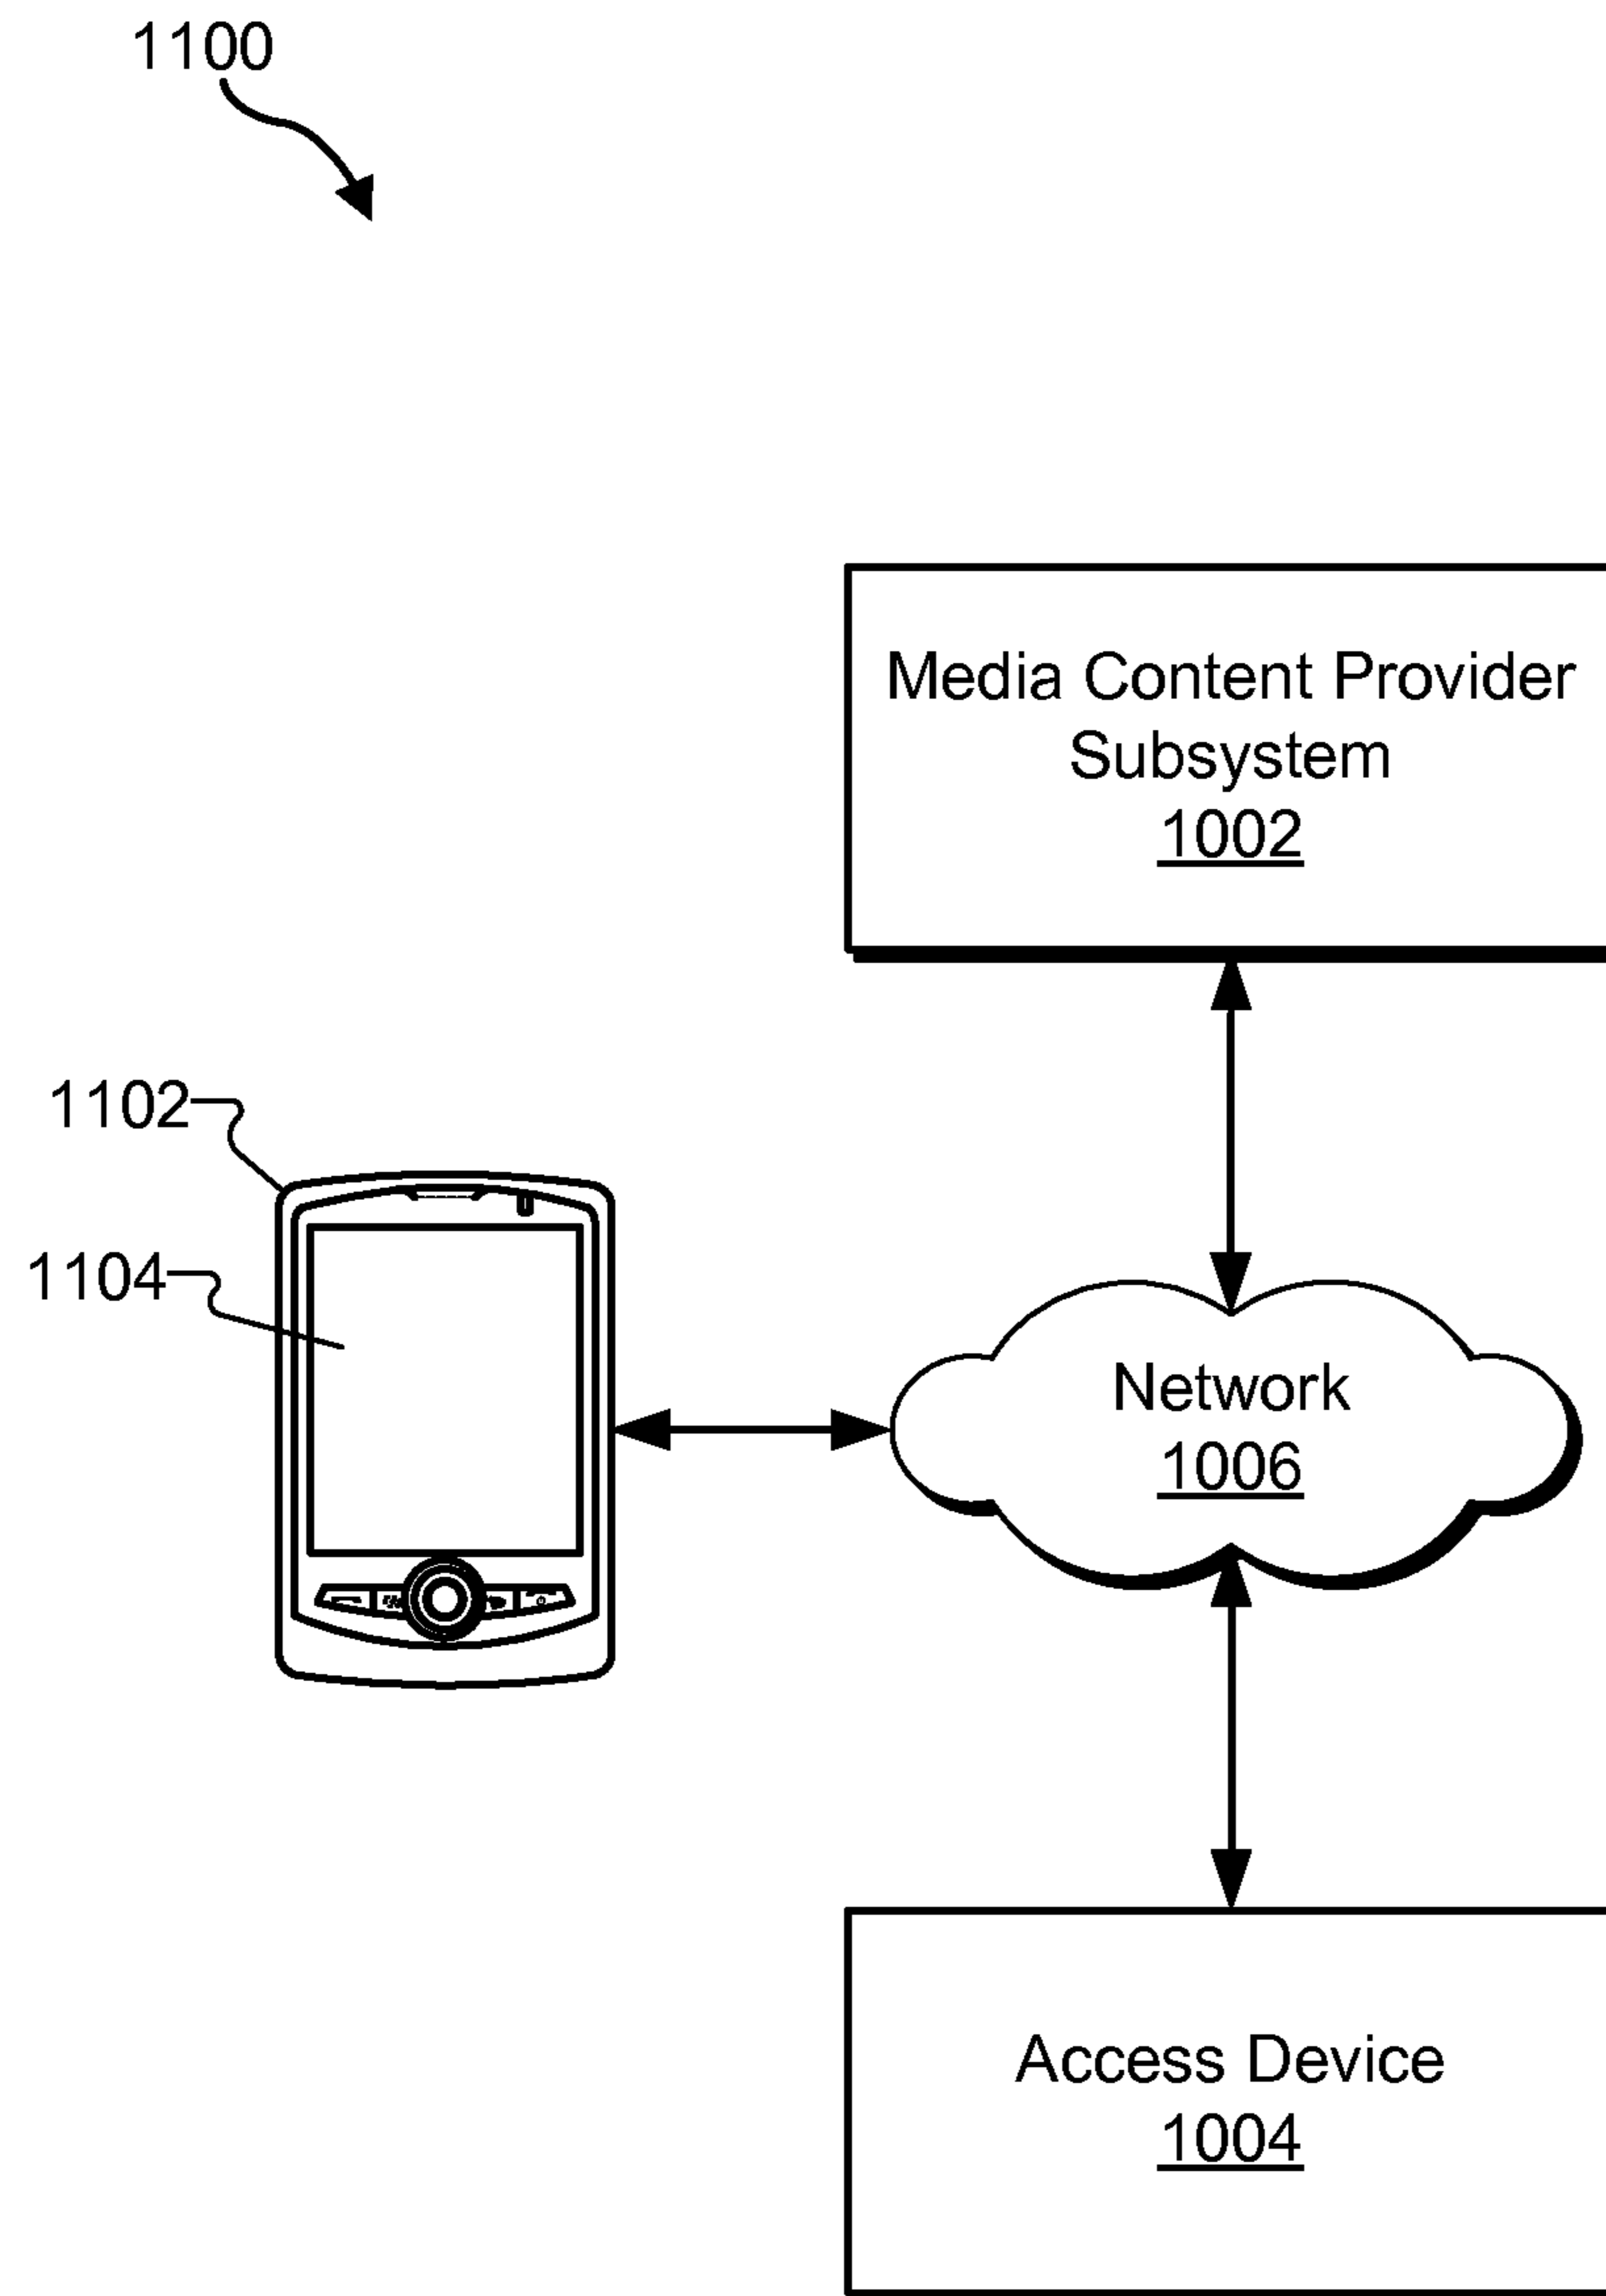 1100
Media Content Provider
Subsystem
1002
1102
1104
Network
1006
Access Device
1004